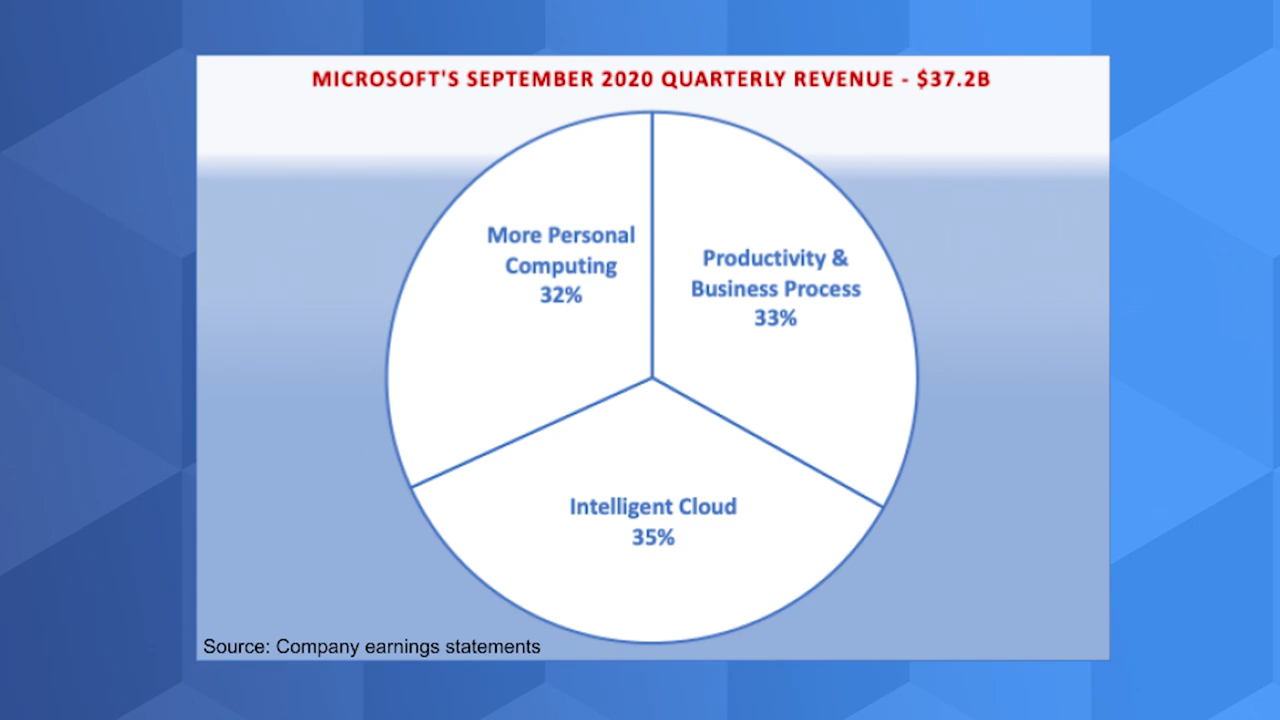 MICROSOFT'S SEPTEMBER 2020 QUARTERLY REVENUE - $37.2B
More Personal
Computing
32%
Productivity &
Business Process
33%
Intelligent Cloud
35%
Source: Company earnings statements